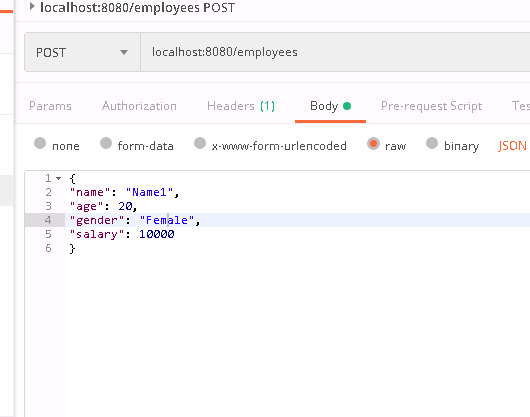 localhost:8080/employees POST
POST localhost:8080/employees
Params Authorization Headers (1) Body Pre-request Script Tes
none form-data x-www-form-urlencoded raw binary JSON
1 {
2 "name": "Name1",
3 "age": 20,
4 "gender": "Female",
5 "salary": 10000
6 }